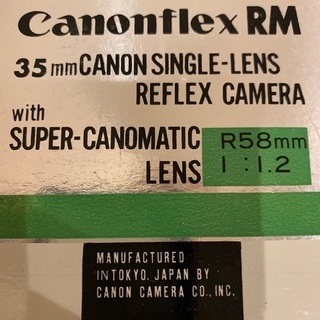 Canonflex RM
35mm CANON SINGLE-LENS
REFLEX CAMERA
with
SUPER-CANOMATIC
LENS
R58mm
1:1.2
MANUFACTURED
IN TOKYO, JAPAN BY
CANON CAMERA CO., INC.